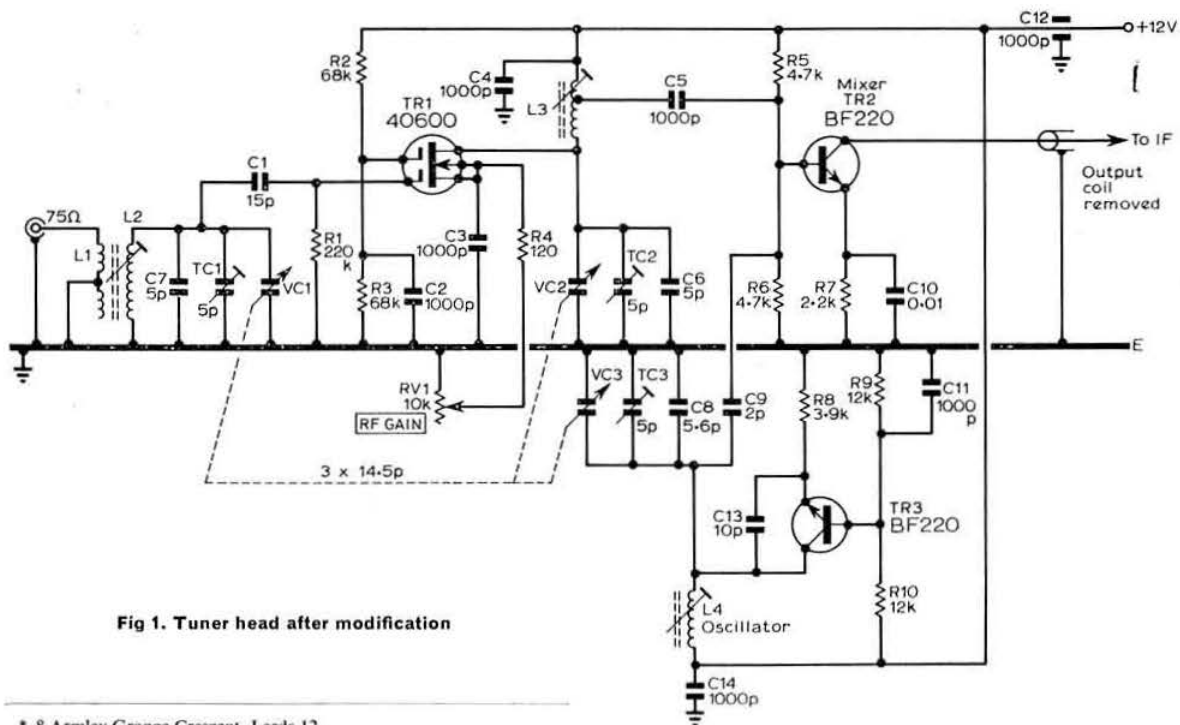 C12
1000p
+12V
R2
68k
C4
1000p
L3
C5
1000p
R5
4.7k
Mixer
TR2
BF220
TR1
40600
To IF
Output
coil
removed
C1
15p
75Ω
L1
L2
C7
5p
TC1
5p
VC1
R1
220
k
R3
68k
C2
1000p
C3
1000p
R4
120
VC2
TC2
5p
C6
5p
R6
4.7k
R7
2.2k
C10
0.01
E
RV1
10k
RF GAIN
VC3
TC3
5p
C8
5.6p
C9
2p
R8
3.9k
R9
12k
C11
1000
p
3 x 14.5p
C13
10p
TR3
BF220
R10
12k
L4
Oscillator
C14
1000p
Fig 1. Tuner head after modification